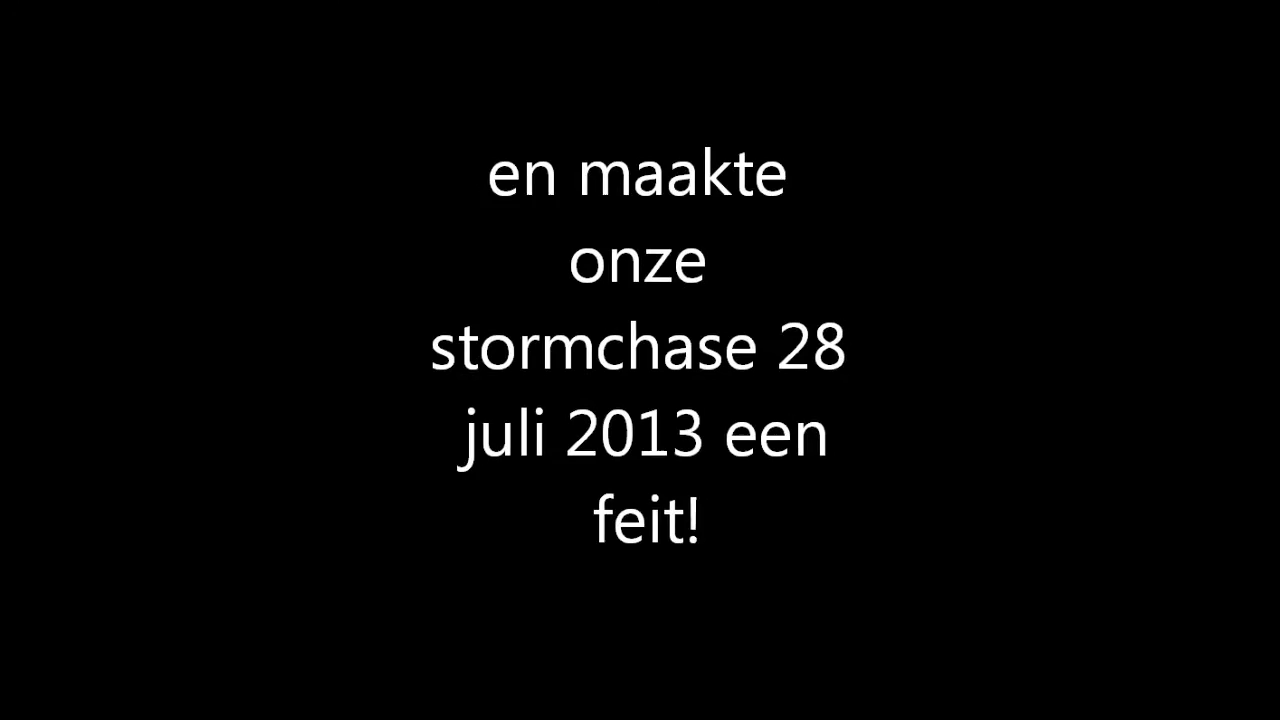 en maakte
onze
stormchase 28
juli 2013 een
feit!